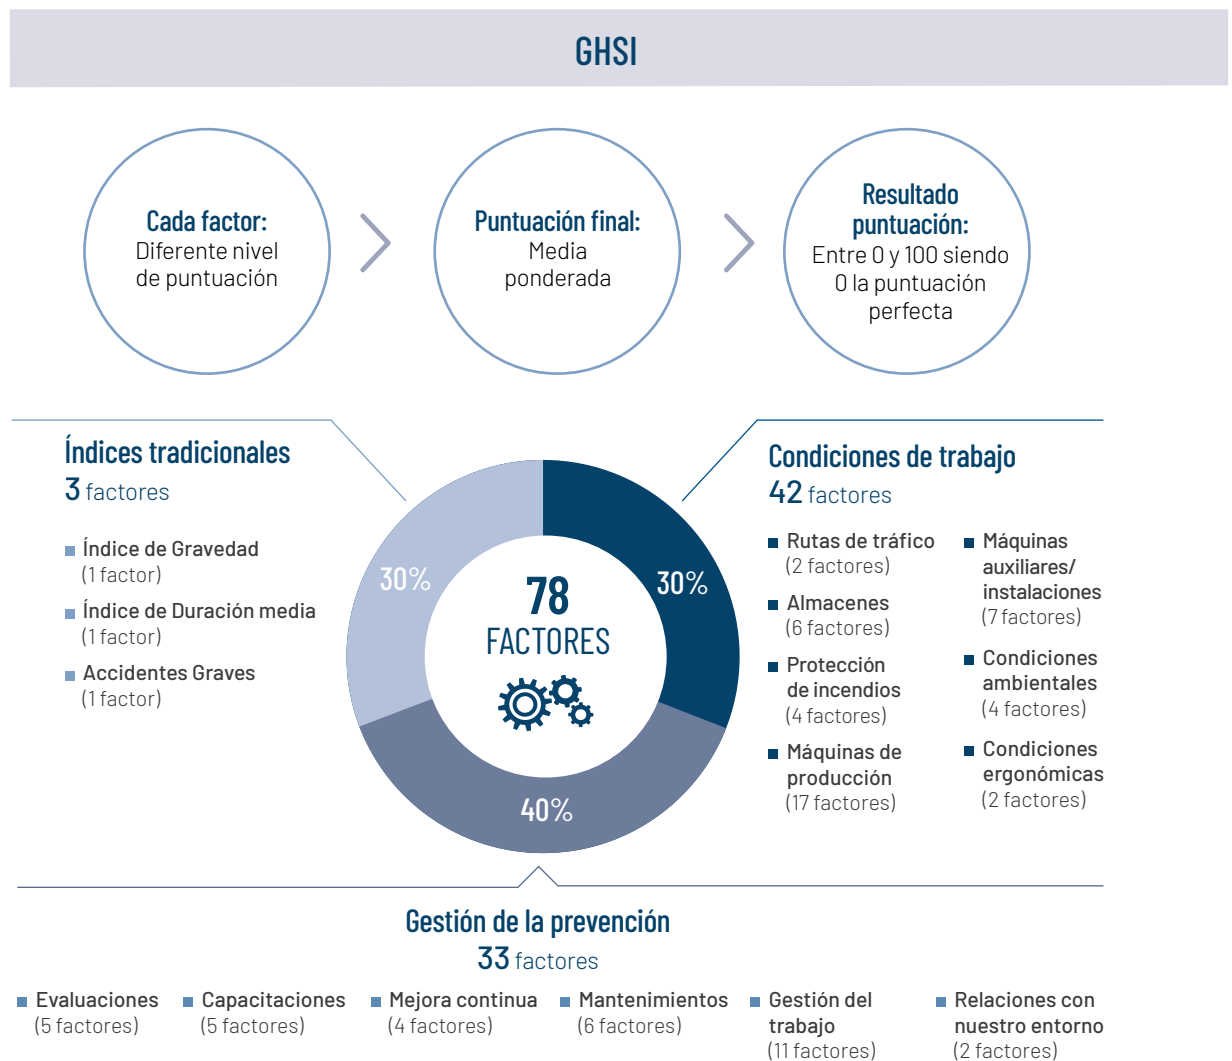 GHSI
Cada factor:
Diferente nivel
de puntuación
Puntuación final:
Media
ponderada
Resultado
puntuación:
Entre 0 y 100 siendo
0 la puntuación
perfecta
Índices tradicionales
3 factores
Índice de Gravedad
(1 factor)
Índice de Duración media
(1 factor)
Accidentes Graves
(1 factor)
30%
78
FACTORES
30%
40%
Condiciones de trabajo
42 factores
Rutas de tráfico
(2 factores)
Almacenes
(6 factores)
Protección
de incendios
(4 factores)
Máquinas de
producción
(17 factores)
Máquinas
auxiliares/
instalaciones
(7 factores)
Condiciones
ambientales
(4 factores)
Condiciones
ergonómicas
(2 factores)
Gestión de la prevención
33 factores
Evaluaciones
(5 factores)
Capacitaciones
(5 factores)
Mejora continua
(4 factores)
Mantenimientos
(6 factores)
Gestión del
trabajo
(11 factores)
Relaciones con
nuestro entorno
(2 factores)